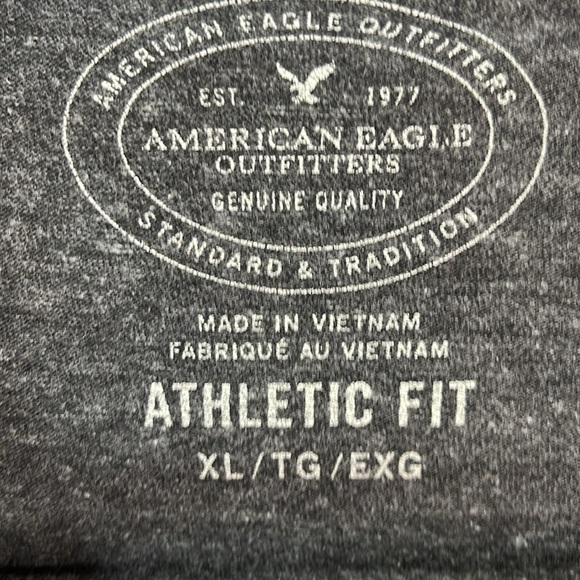 AMERICAN EAGLE OUTFITTERS
EST. 1977
AMERICAN EAGLE
OUTFITTERS
GENUINE QUALITY
STANDARD & TRADITION
MADE IN VIETNAM
FABRIQUÉ AU VIETNAM
ATHLETIC FIT
XL/TG/EXG